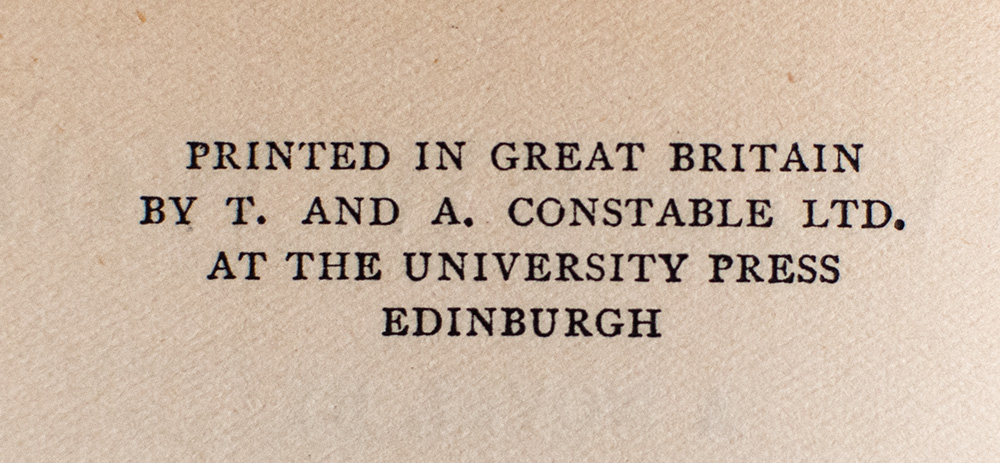 PRINTED IN GREAT BRITAIN
BY T. AND A. CONSTABLE LTD.
AT THE UNIVERSITY PRESS
EDINBURGH